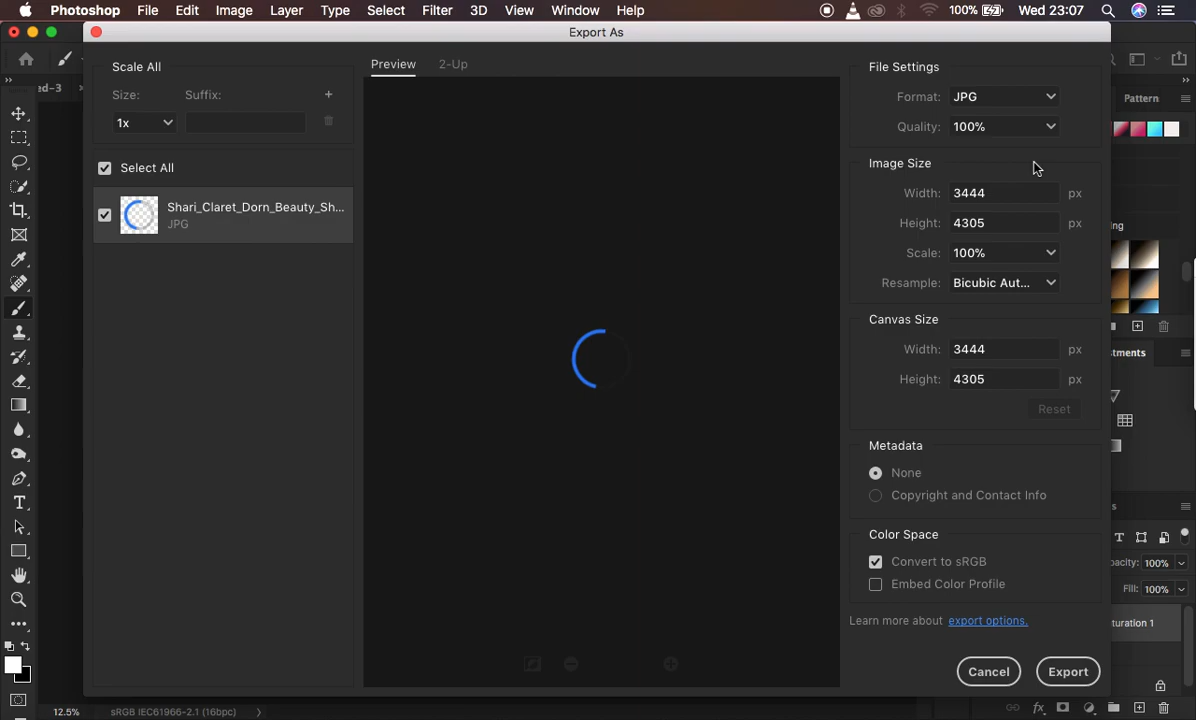 Photoshop File Edit Image Layer Type Select Filter 3D View Window Help 100% Wed 23:07
Export As
ed-3
Scale All
Size: Suffix:
1x
Select All
Shari_Claret_Dorn_Beauty_Sh...
JPG
Preview 2-Up
File Settings
Format: JPG
Quality: 100%
Image Size
Width: 3444 px
Height: 4305 px
Scale: 100%
Resample: Bicubic Aut...
Canvas Size
Width: 3444 px
Height: 4305 px
Reset
Metadata
None
Copyright and Contact Info
Color Space
Convert to sRGB
Embed Color Profile
Learn more about export options.
Cancel Export
Pattern
ing
tments
s
pacity: 100%
Fill: 100%
turation 1
12.5% sRGB IEC61966-2.1 (16bpc)